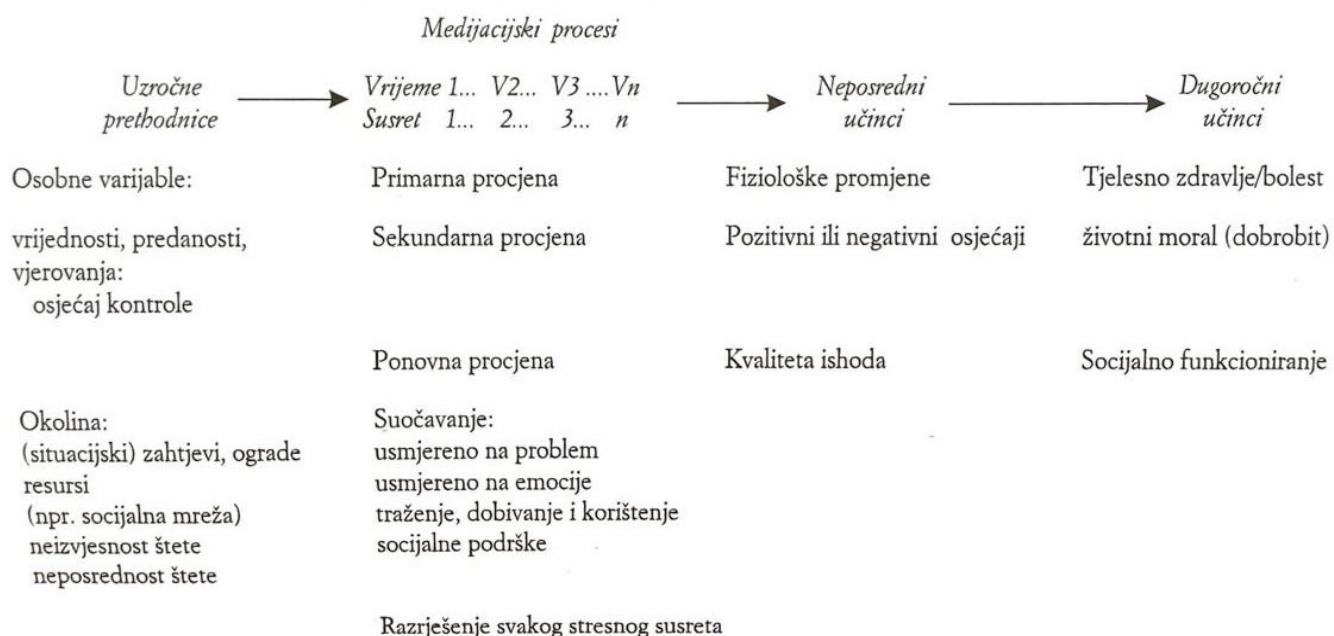 Medijacijski procesi
Uzročne
prethodnice
Vrijeme 1... V2... V3 ....Vn
Susret 1... 2... 3... n
Neposredni
učinci
Dugoročni
učinci
Osobne varijable:
vrijednosti, predanosti,
vjerovanja:
osjećaj kontrole
Okolina:
(situacijski) zahtjevi, ograde
resursi
(npr. socijalna mreža)
neizvjesnost štete
neposrednost štete
Primarna procjena
Sekundarna procjena
Ponovna procjena
Suočavanje:
usmjereno na problem
usmjereno na emocije
traženje, dobivanje i korištenje
socijalne podrške
Razrješenje svakog stresnog susreta
Fiziološke promjene
Pozitivni ili negativni osjećaji
Kvaliteta ishoda
Tjelesno zdravlje/bolest
životni moral (dobrobit)
Socijalno funkcioniranje